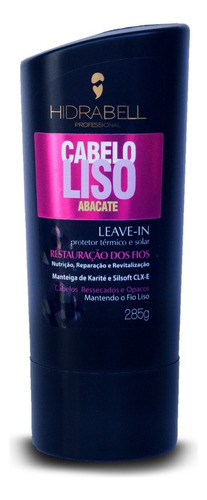 HIDRABELL
PROFESSIONAL
CABELO
LISO
ABACATE
LEAVE-IN
protetor térmico e solar
RESTAURAÇÃO DOS FIOS
Nutrição, Reparação e Revitalização
Manteiga de Karité e Silsoft CLX-E
Cabelos Ressecados e Opacos
Mantendo o Fio Liso
285g